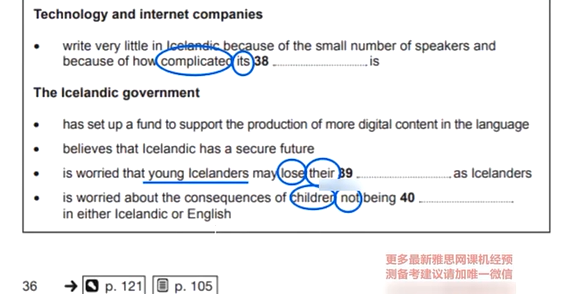 Technology and internet companies
• write very little in Icelandic because of the small number of speakers and
because of how complicated its 38 .............................. is
The Icelandic government
• has set up a fund to support the production of more digital content in the language
• believes that Icelandic has a secure future
• is worried that young Icelanders may lose their 39 .............................. as Icelanders
• is worried about the consequences of children not being 40 ..............................
in either Icelandic or English
更多最新雅思网课机经预
测备考建议请加唯一微信
36 → p. 121 p. 105